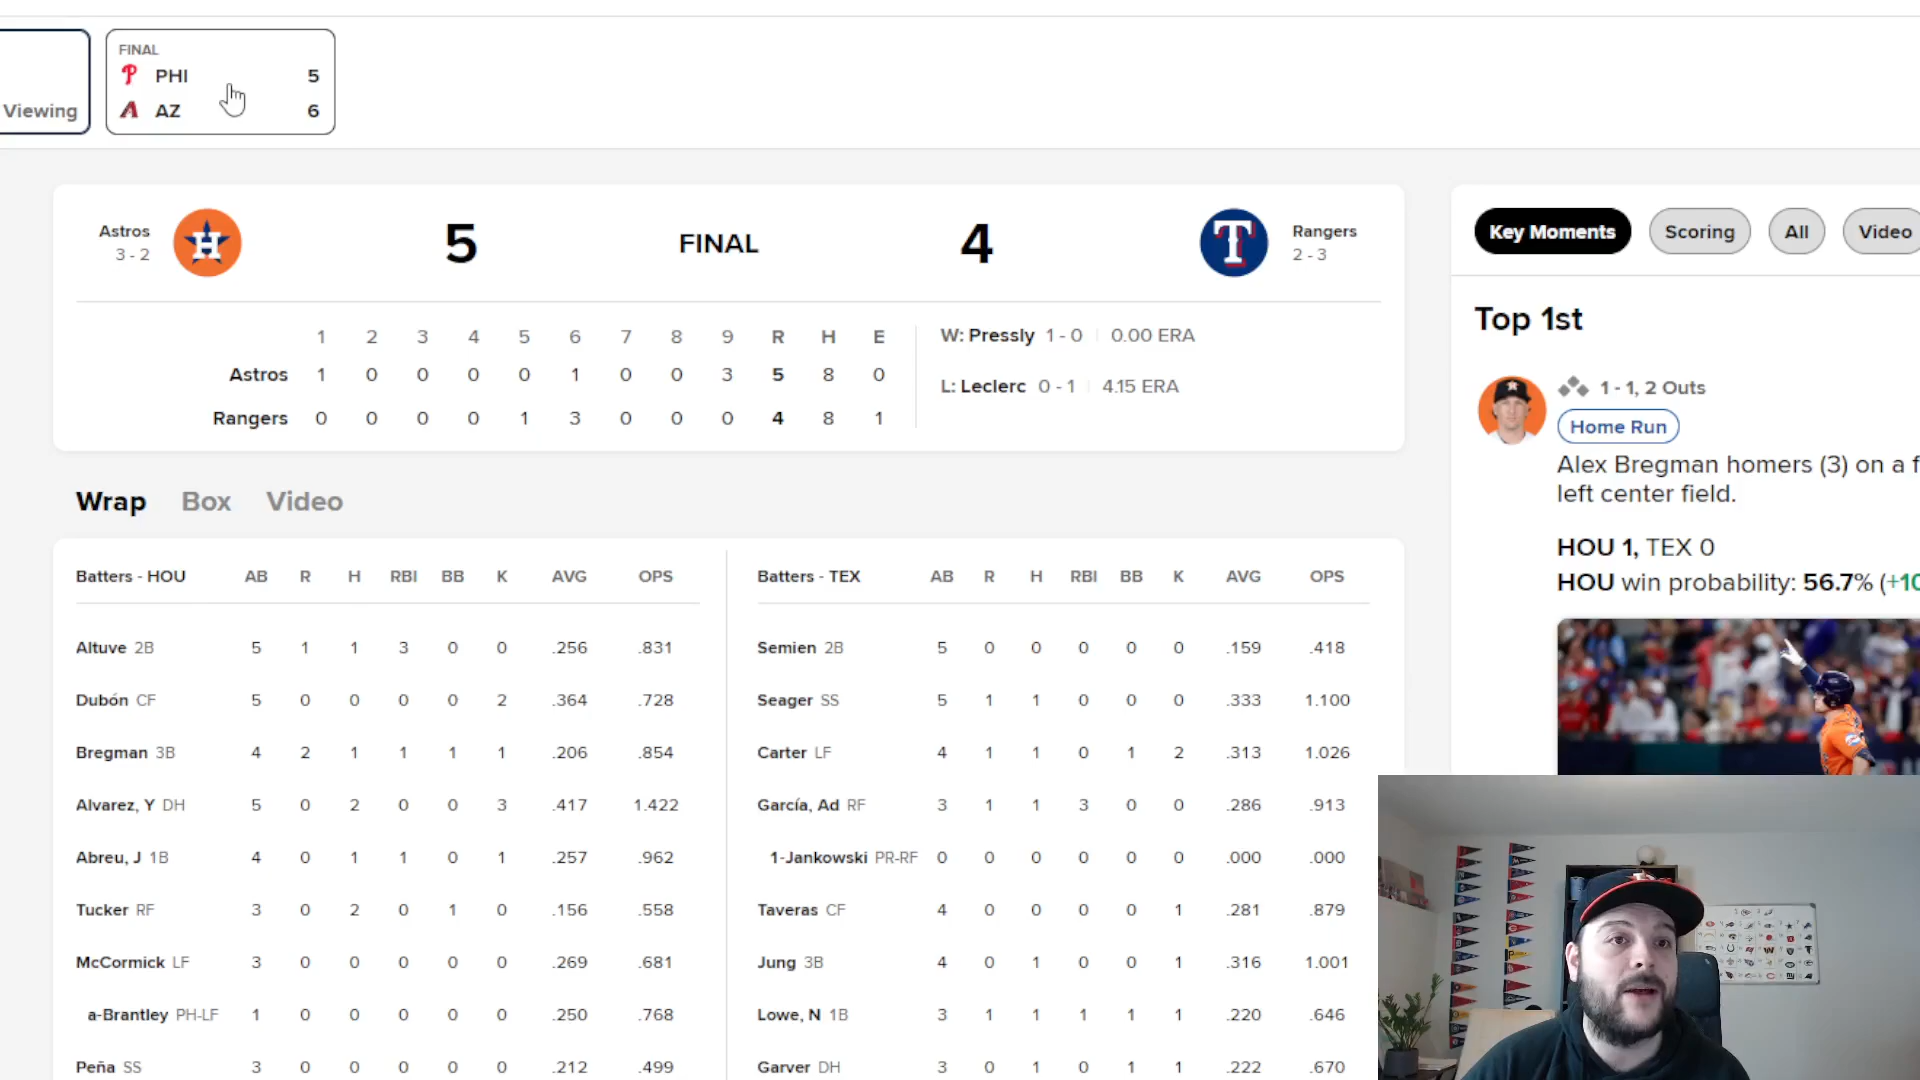 Viewing
FINAL
PHI 5
AZ 6
Astros
3 - 2
5
FINAL
4
Rangers
2 - 3
1 2 3 4 5 6 7 8 9 R H E
Astros 1 0 0 0 0 1 0 0 3 5 8 0
Rangers 0 0 0 0 1 3 0 0 0 4 8 1
W: Pressly 1 - 0 | 0.00 ERA
L: Leclerc 0 - 1 | 4.15 ERA
Wrap Box Video
Batters - HOU AB R H RBI BB K AVG OPS
Altuve 2B 5 1 1 3 0 0 .256 .831
Dubón CF 5 0 0 0 0 2 .364 .728
Bregman 3B 4 2 1 1 1 1 .206 .854
Alvarez, Y DH 5 0 2 0 0 3 .417 1.422
Abreu, J 1B 4 0 1 1 0 1 .257 .962
Tucker RF 3 0 2 0 1 0 .156 .558
McCormick LF 3 0 0 0 0 0 .269 .681
a-Brantley PH-LF 1 0 0 0 0 0 .250 .768
Peña SS 3 0 0 0 0 0 .212 .499
Batters - TEX AB R H RBI BB K AVG OPS
Semien 2B 5 0 0 0 0 0 .159 .418
Seager SS 5 1 1 0 0 0 .333 1.100
Carter LF 4 1 1 0 1 2 .313 1.026
García, Ad RF 3 1 1 3 0 0 .286 .913
1-Jankowski PR-RF 0 0 0 0 0 0 .000 .000
Taveras CF 4 0 0 0 0 1 .281 .879
Jung 3B 4 0 1 0 0 1 .316 1.001
Lowe, N 1B 3 1 1 1 1 1 .220 .646
Garver DH 3 0 1 0 1 1 .222 .670
Key Moments Scoring All Video
Top 1st
1 - 1, 2 Outs
Home Run
Alex Bregman homers (3) on a f
left center field.
HOU 1, TEX 0
HOU win probability: 56.7% (+10